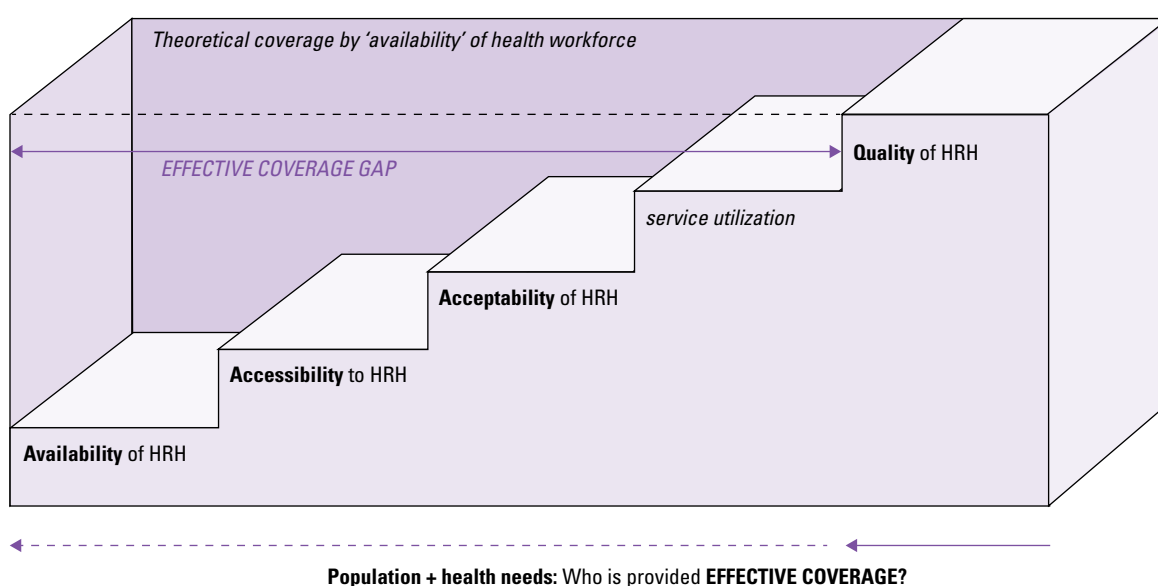 Theoretical coverage by ‘availability’ of health workforce
EFFECTIVE COVERAGE GAP
Quality of HRH
service utilization
Acceptability of HRH
Accessibility to HRH
Availability of HRH
Population + health needs: Who is provided EFFECTIVE COVERAGE?